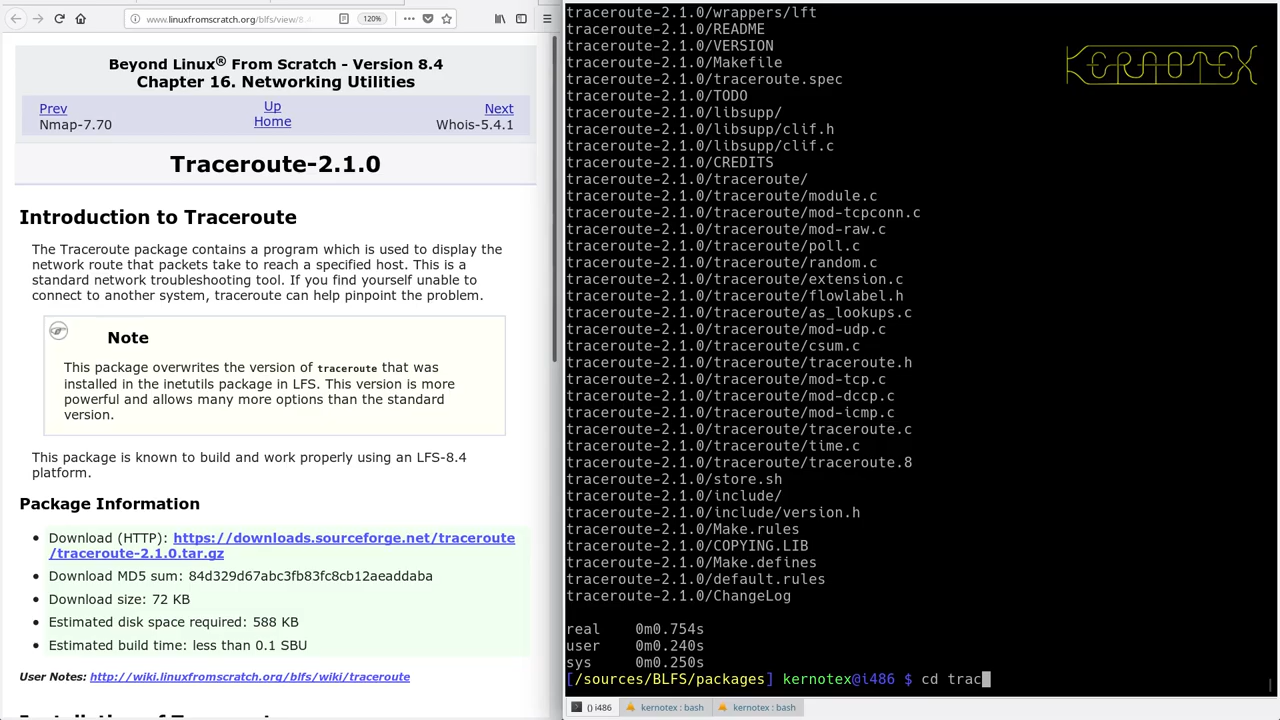 www.linuxfromscratch.org/blfs/view/8.4
120%
Beyond Linux® From Scratch - Version 8.4
Chapter 16. Networking Utilities
Prev
Up
Next
Nmap-7.70
Home
Whois-5.4.1
Traceroute-2.1.0
Introduction to Traceroute
The Traceroute package contains a program which is used to display the
network route that packets take to reach a specified host. This is a
standard network troubleshooting tool. If you find yourself unable to
connect to another system, traceroute can help pinpoint the problem.
Note
This package overwrites the version of traceroute that was
installed in the inetutils package in LFS. This version is more
powerful and allows many more options than the standard
version.
This package is known to build and work properly using an LFS-8.4
platform.
Package Information
Download (HTTP): https://downloads.sourceforge.net/traceroute
/traceroute-2.1.0.tar.gz
Download MD5 sum: 84d329d67abc3fb83fc8cb12aeaddaba
Download size: 72 KB
Estimated disk space required: 588 KB
Estimated build time: less than 0.1 SBU
User Notes: http://wiki.linuxfromscratch.org/blfs/wiki/traceroute
traceroute-2.1.0/wrappers/lft
traceroute-2.1.0/README
traceroute-2.1.0/VERSION
traceroute-2.1.0/Makefile
traceroute-2.1.0/traceroute.spec
traceroute-2.1.0/TODO
traceroute-2.1.0/libsupp/
traceroute-2.1.0/libsupp/clif.h
traceroute-2.1.0/libsupp/clif.c
traceroute-2.1.0/CREDITS
traceroute-2.1.0/traceroute/
traceroute-2.1.0/traceroute/module.c
traceroute-2.1.0/traceroute/mod-tcpconn.c
traceroute-2.1.0/traceroute/mod-raw.c
traceroute-2.1.0/traceroute/poll.c
traceroute-2.1.0/traceroute/random.c
traceroute-2.1.0/traceroute/extension.c
traceroute-2.1.0/traceroute/flowlabel.h
traceroute-2.1.0/traceroute/as_lookups.c
traceroute-2.1.0/traceroute/mod-udp.c
traceroute-2.1.0/traceroute/csum.c
traceroute-2.1.0/traceroute/traceroute.h
traceroute-2.1.0/traceroute/mod-tcp.c
traceroute-2.1.0/traceroute/mod-dccp.c
traceroute-2.1.0/traceroute/mod-icmp.c
traceroute-2.1.0/traceroute/traceroute.c
traceroute-2.1.0/traceroute/time.c
traceroute-2.1.0/traceroute/traceroute.8
traceroute-2.1.0/store.sh
traceroute-2.1.0/include/
traceroute-2.1.0/include/version.h
traceroute-2.1.0/Make.rules
traceroute-2.1.0/COPYING.LIB
traceroute-2.1.0/Make.defines
traceroute-2.1.0/default.rules
traceroute-2.1.0/ChangeLog
real 0m0.754s
user 0m0.240s
sys 0m0.250s
[/sources/BLFS/packages] kernotex@i486 $ cd trac
() i486
kernotex : bash
kernotex : bash
KERNOTEX